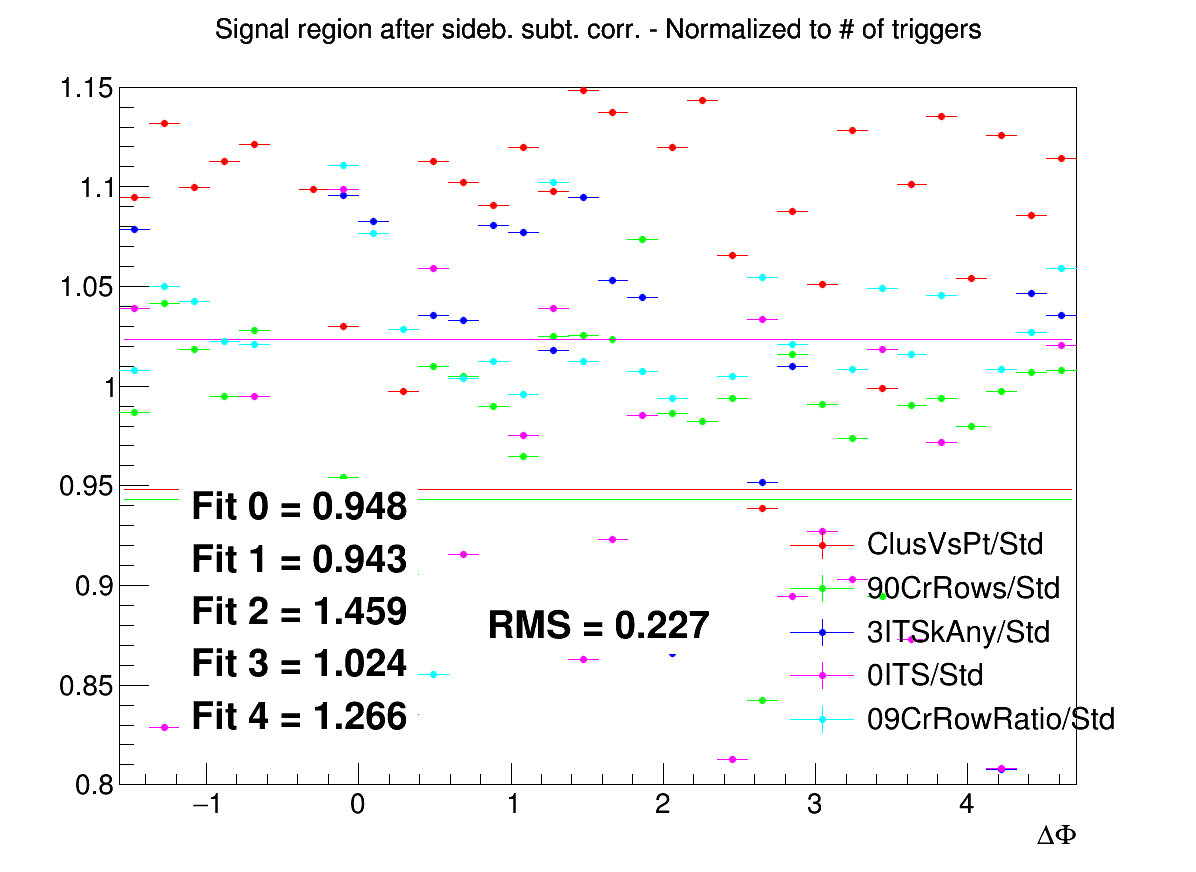 Signal region after sideb. subt. corr. - Normalized to # of triggers
1.15
1.1
1.05
1
0.95
0.9
0.85
0.8
Fit 0 = 0.948
Fit 1 = 0.943
Fit 2 = 1.459
Fit 3 = 1.024
Fit 4 = 1.266
RMS = 0.227
ClusVsPt/Std
90CrRows/Std
3ITSkAny/Std
0ITS/Std
09CrRowRatio/Std
−1 0 1 2 3 4
ΔΦ